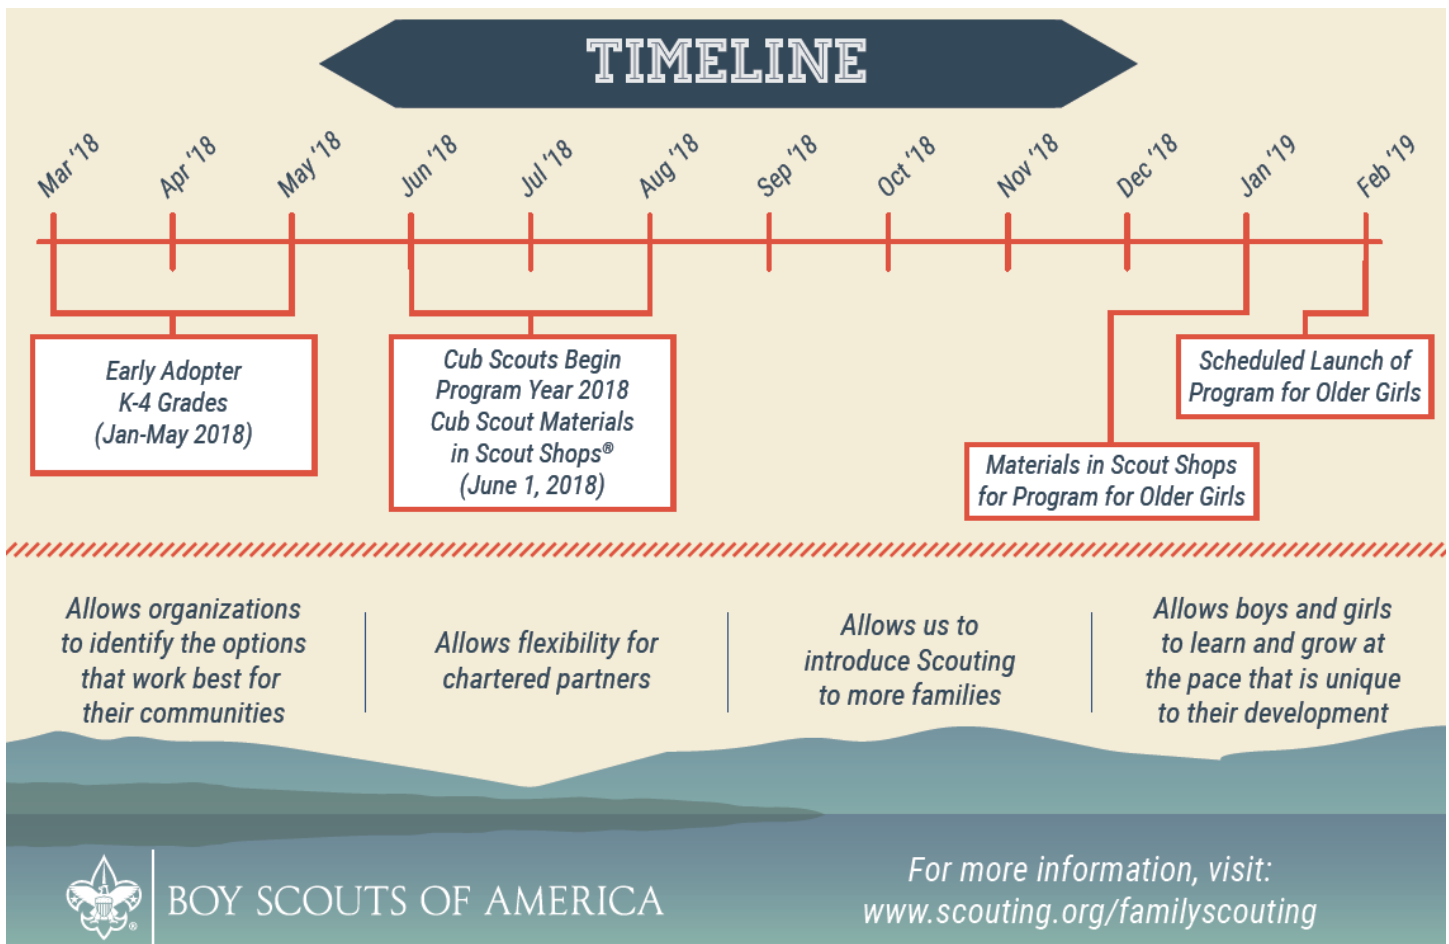 TIMELINE
Mar '18
Apr '18
May '18
Jun '18
Jul '18
Aug '18
Sep '18
Oct '18
Nov '18
Dec '18
Jan '19
Feb '19
Early Adopter
K-4 Grades
(Jan-May 2018)
Cub Scouts Begin
Program Year 2018
Cub Scout Materials
in Scout Shops®
(June 1, 2018)
Materials in Scout Shops
for Program for Older Girls
Scheduled Launch of
Program for Older Girls
Allows organizations
to identify the options
that work best for
their communities
Allows flexibility for
chartered partners
Allows us to
introduce Scouting
to more families
Allows boys and girls
to learn and grow at
the pace that is unique
to their development
®
BOY SCOUTS OF AMERICA
For more information, visit:
www.scouting.org/familyscouting